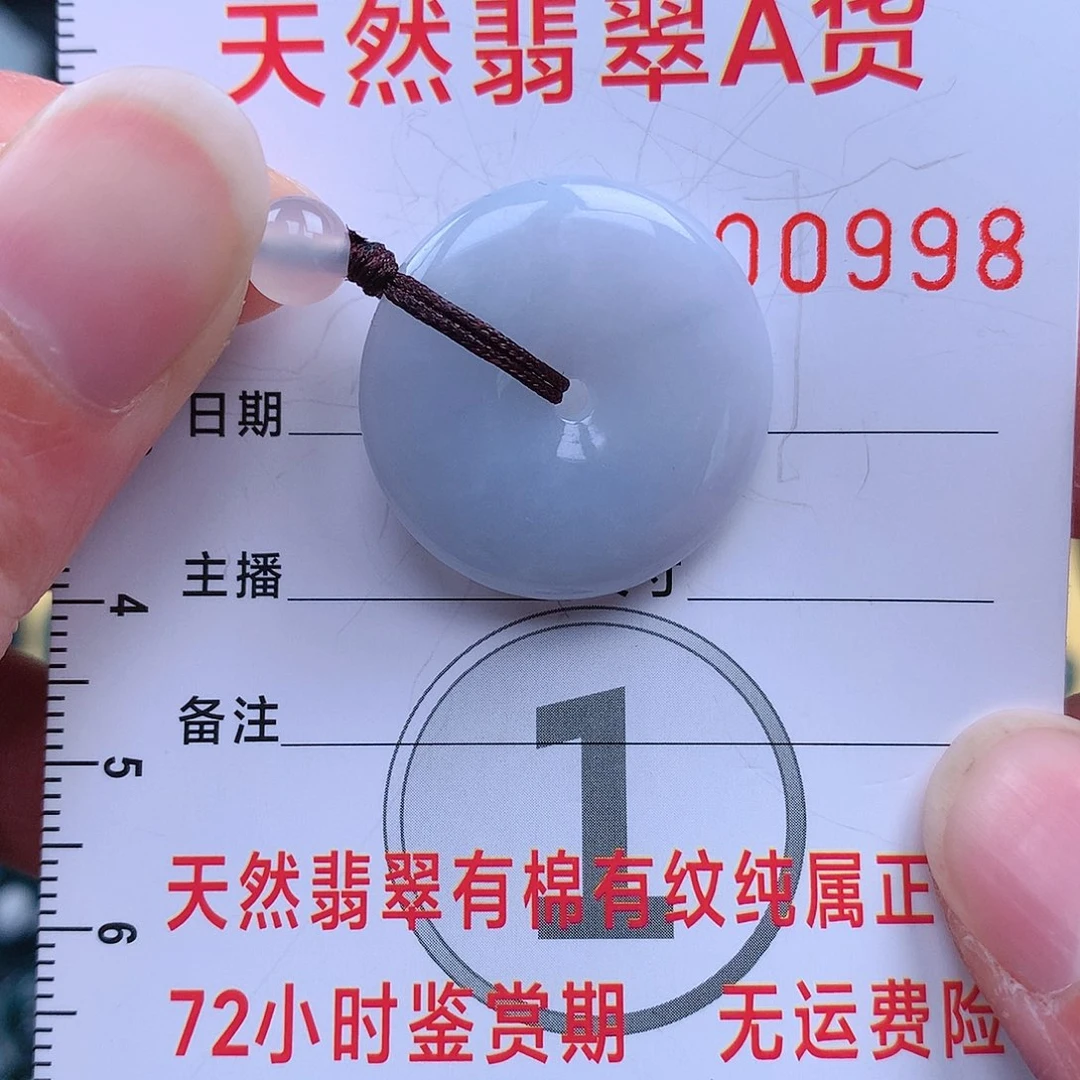 天然翡翠A货
00998
日期
主播 寸
备注
1
天然翡翠有棉有纹纯属正
72小时鉴赏期 无运费险
4
5
6